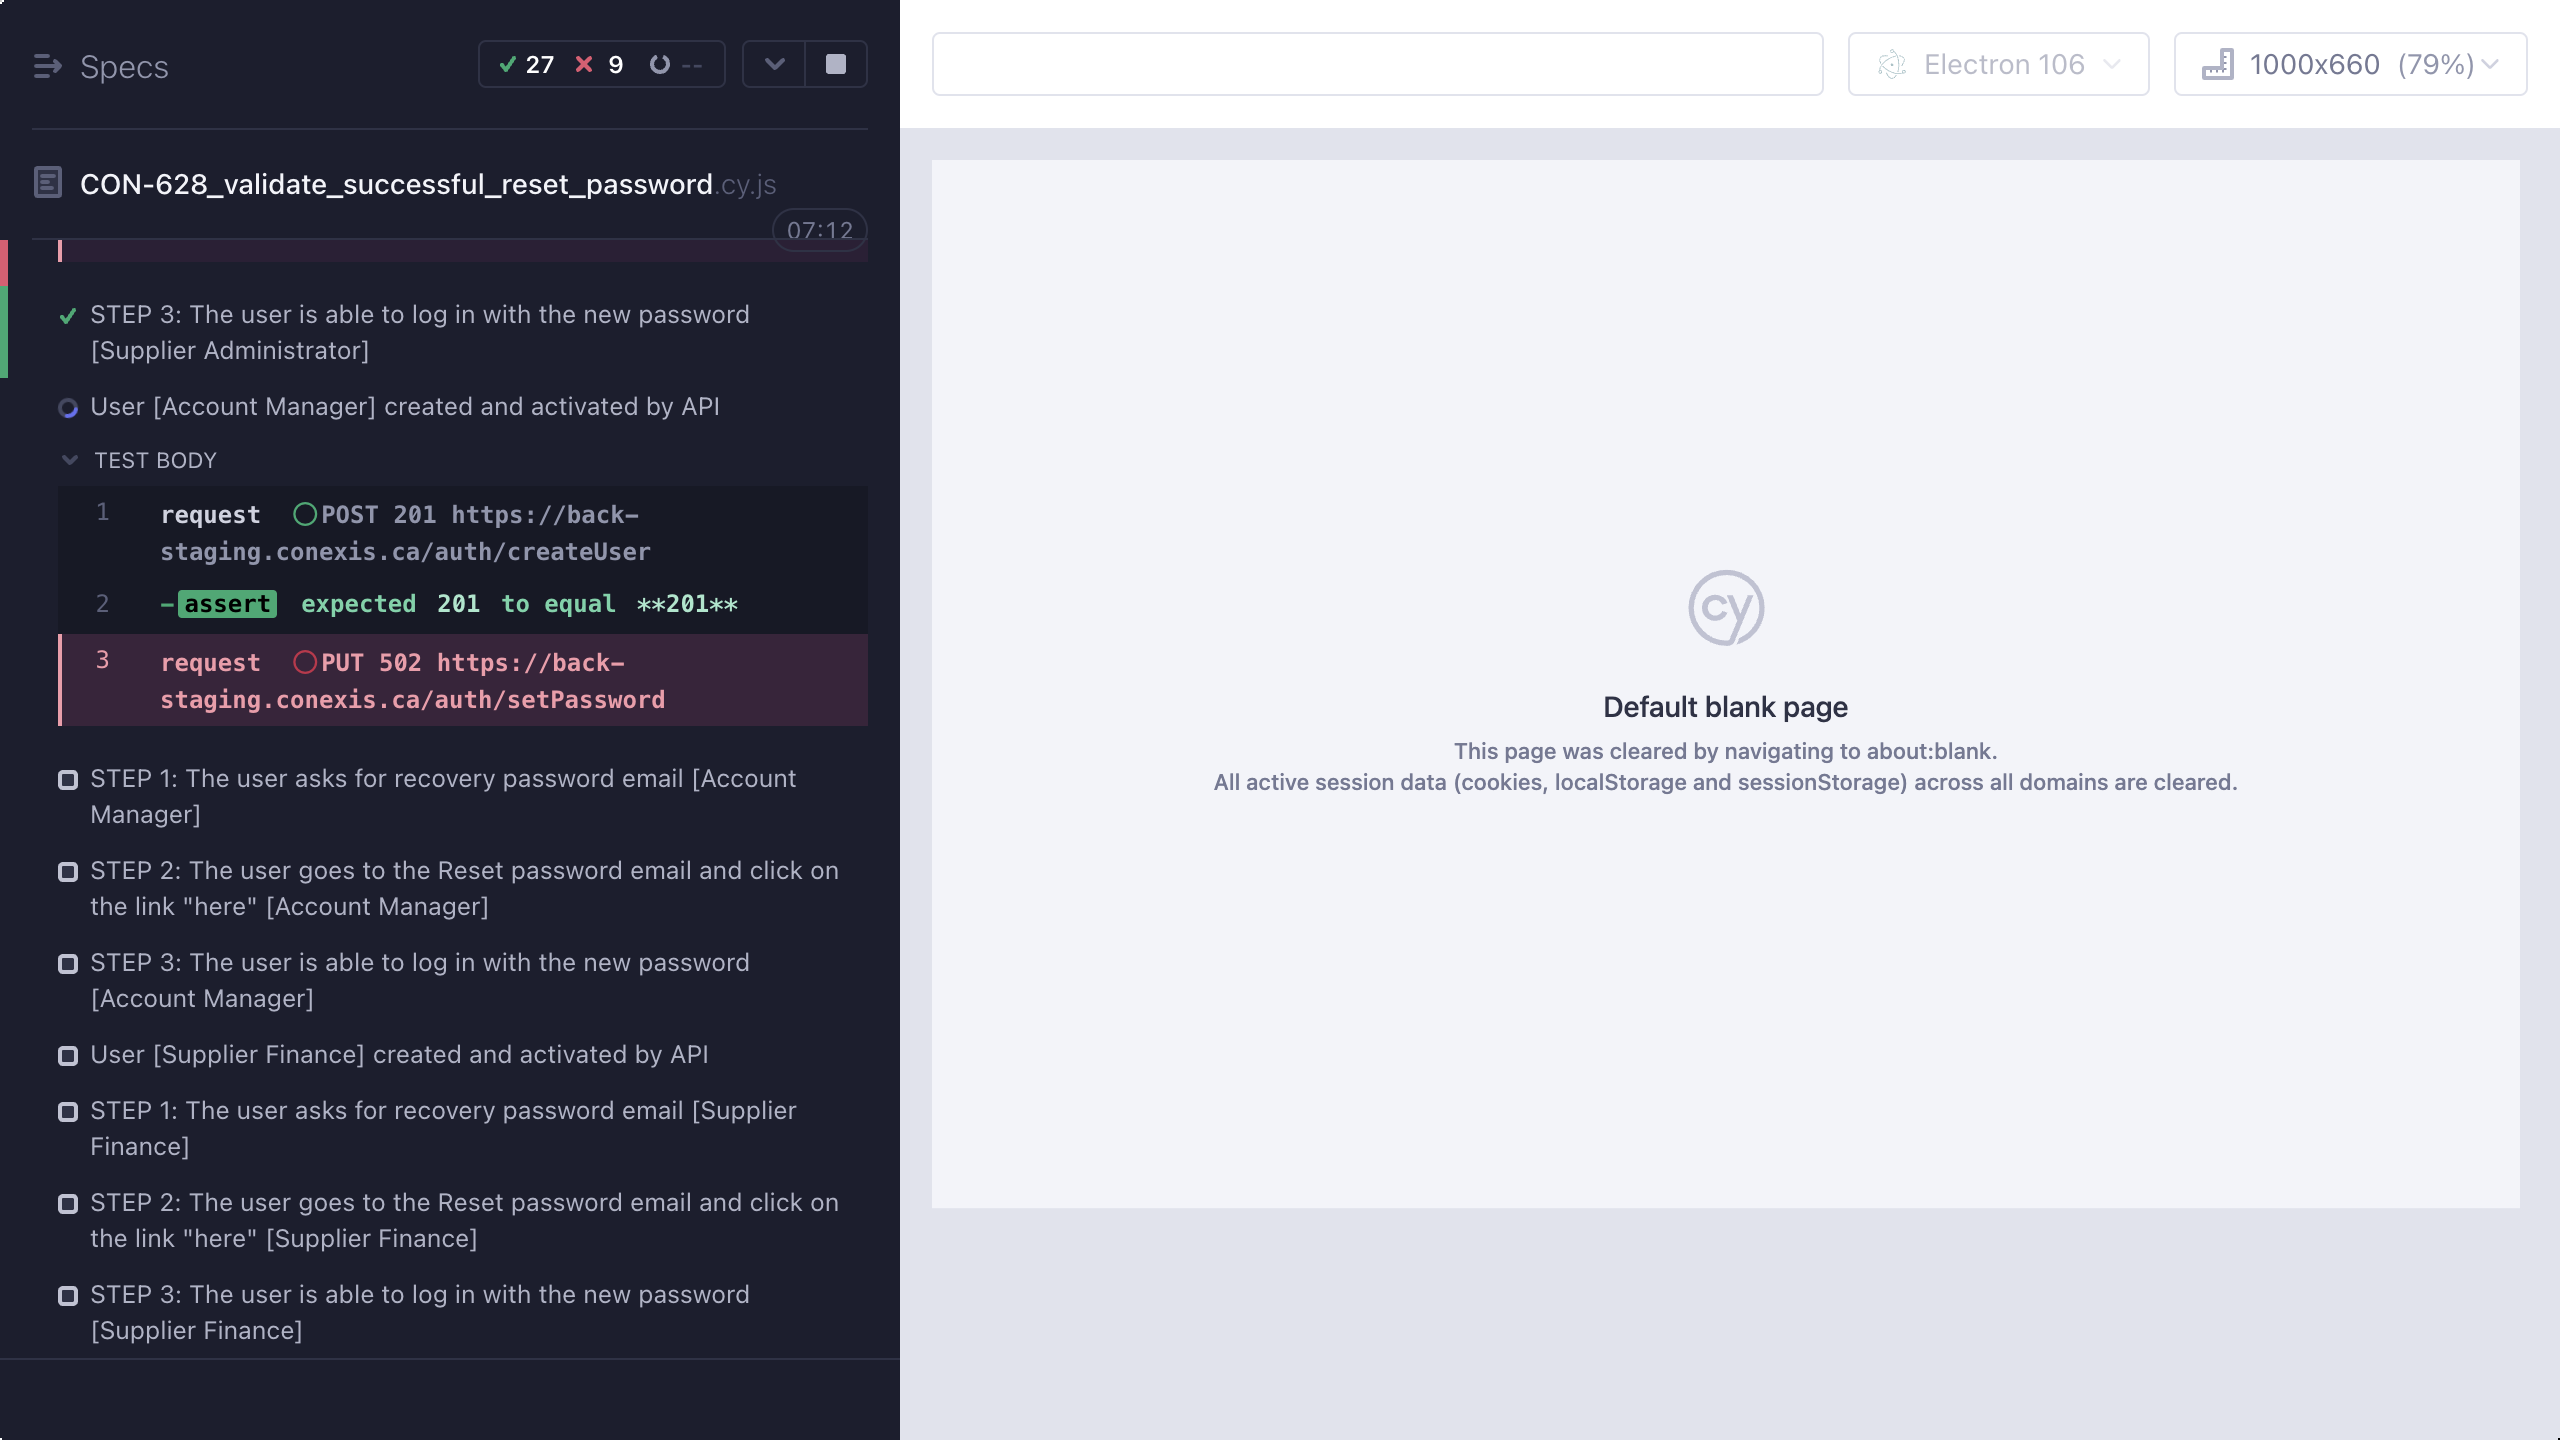 Specs
27 9 --
CON-628_validate_successful_reset_password.cy.js
07:12
STEP 3: The user is able to log in with the new password
[Supplier Administrator]
User [Account Manager] created and activated by API
TEST BODY
1 request POST 201 https://back-
staging.conexis.ca/auth/createUser
2 -assert expected 201 to equal **201**
3 request PUT 502 https://back-
staging.conexis.ca/auth/setPassword
STEP 1: The user asks for recovery password email [Account
Manager]
STEP 2: The user goes to the Reset password email and click on
the link "here" [Account Manager]
STEP 3: The user is able to log in with the new password
[Account Manager]
User [Supplier Finance] created and activated by API
STEP 1: The user asks for recovery password email [Supplier
Finance]
STEP 2: The user goes to the Reset password email and click on
the link "here" [Supplier Finance]
STEP 3: The user is able to log in with the new password
[Supplier Finance]
Electron 106
1000x660 (79%)
cy
Default blank page
This page was cleared by navigating to about:blank.
All active session data (cookies, localStorage and sessionStorage) across all domains are cleared.